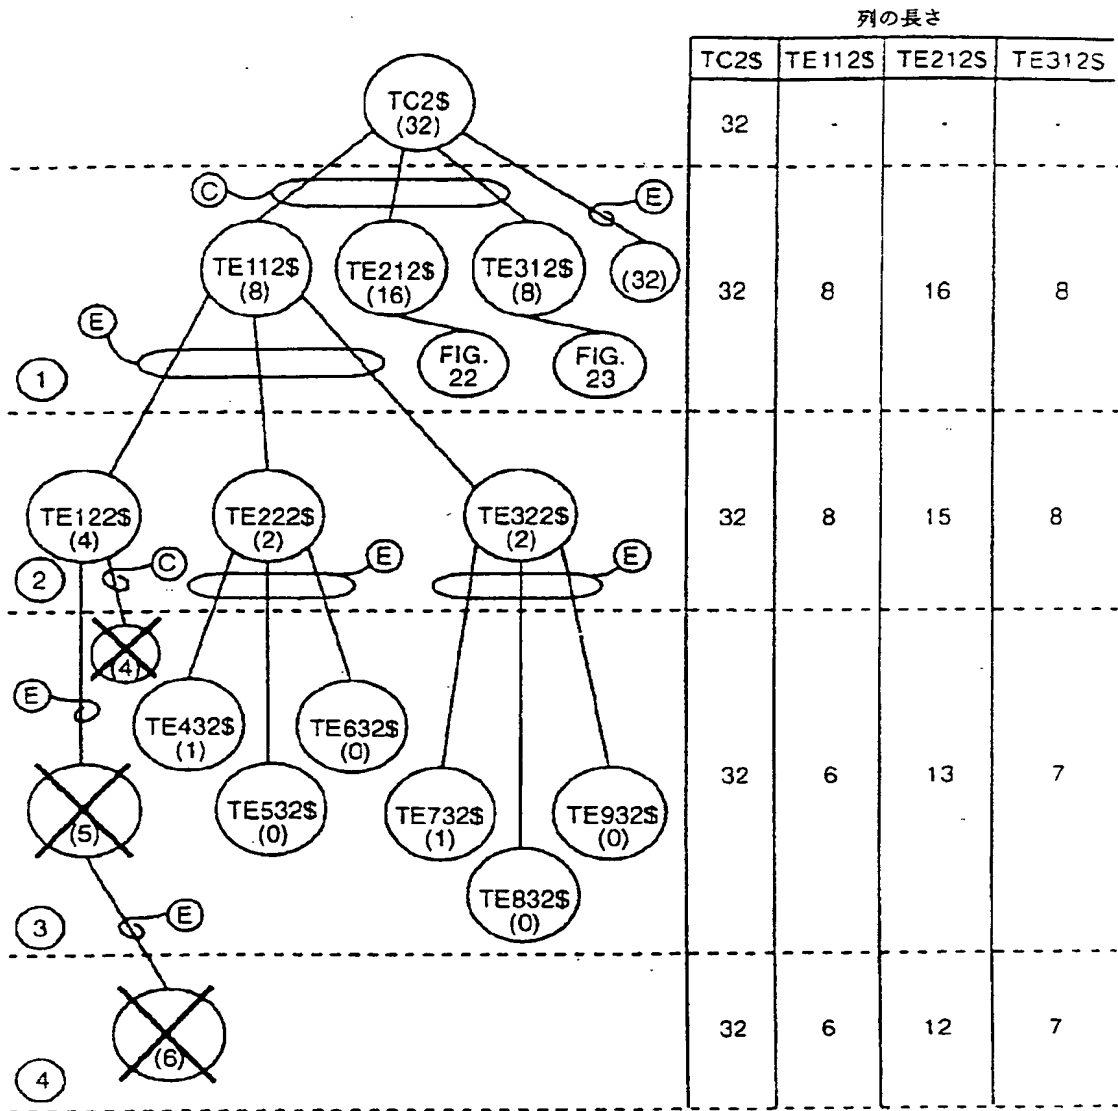 列の長さ
TC2$ TE112$ TE212$ TE312$
TC2$
(32)
32 - - -
C
E
TE112$
(8)
TE212$
(16)
TE312$
(8)
(32)
32 8 16 8
E
FIG.
22
FIG.
23
1
TE122$
(4)
TE222$
(2)
TE322$
(2)
32 8 15 8
C
E
E
2
(4)
E
TE432$
(1)
TE632$
(0)
(5)
TE532$
(0)
TE732$
(1)
TE932$
(0)
32 6 13 7
TE832$
(0)
E
3
(6)
32 6 12 7
4